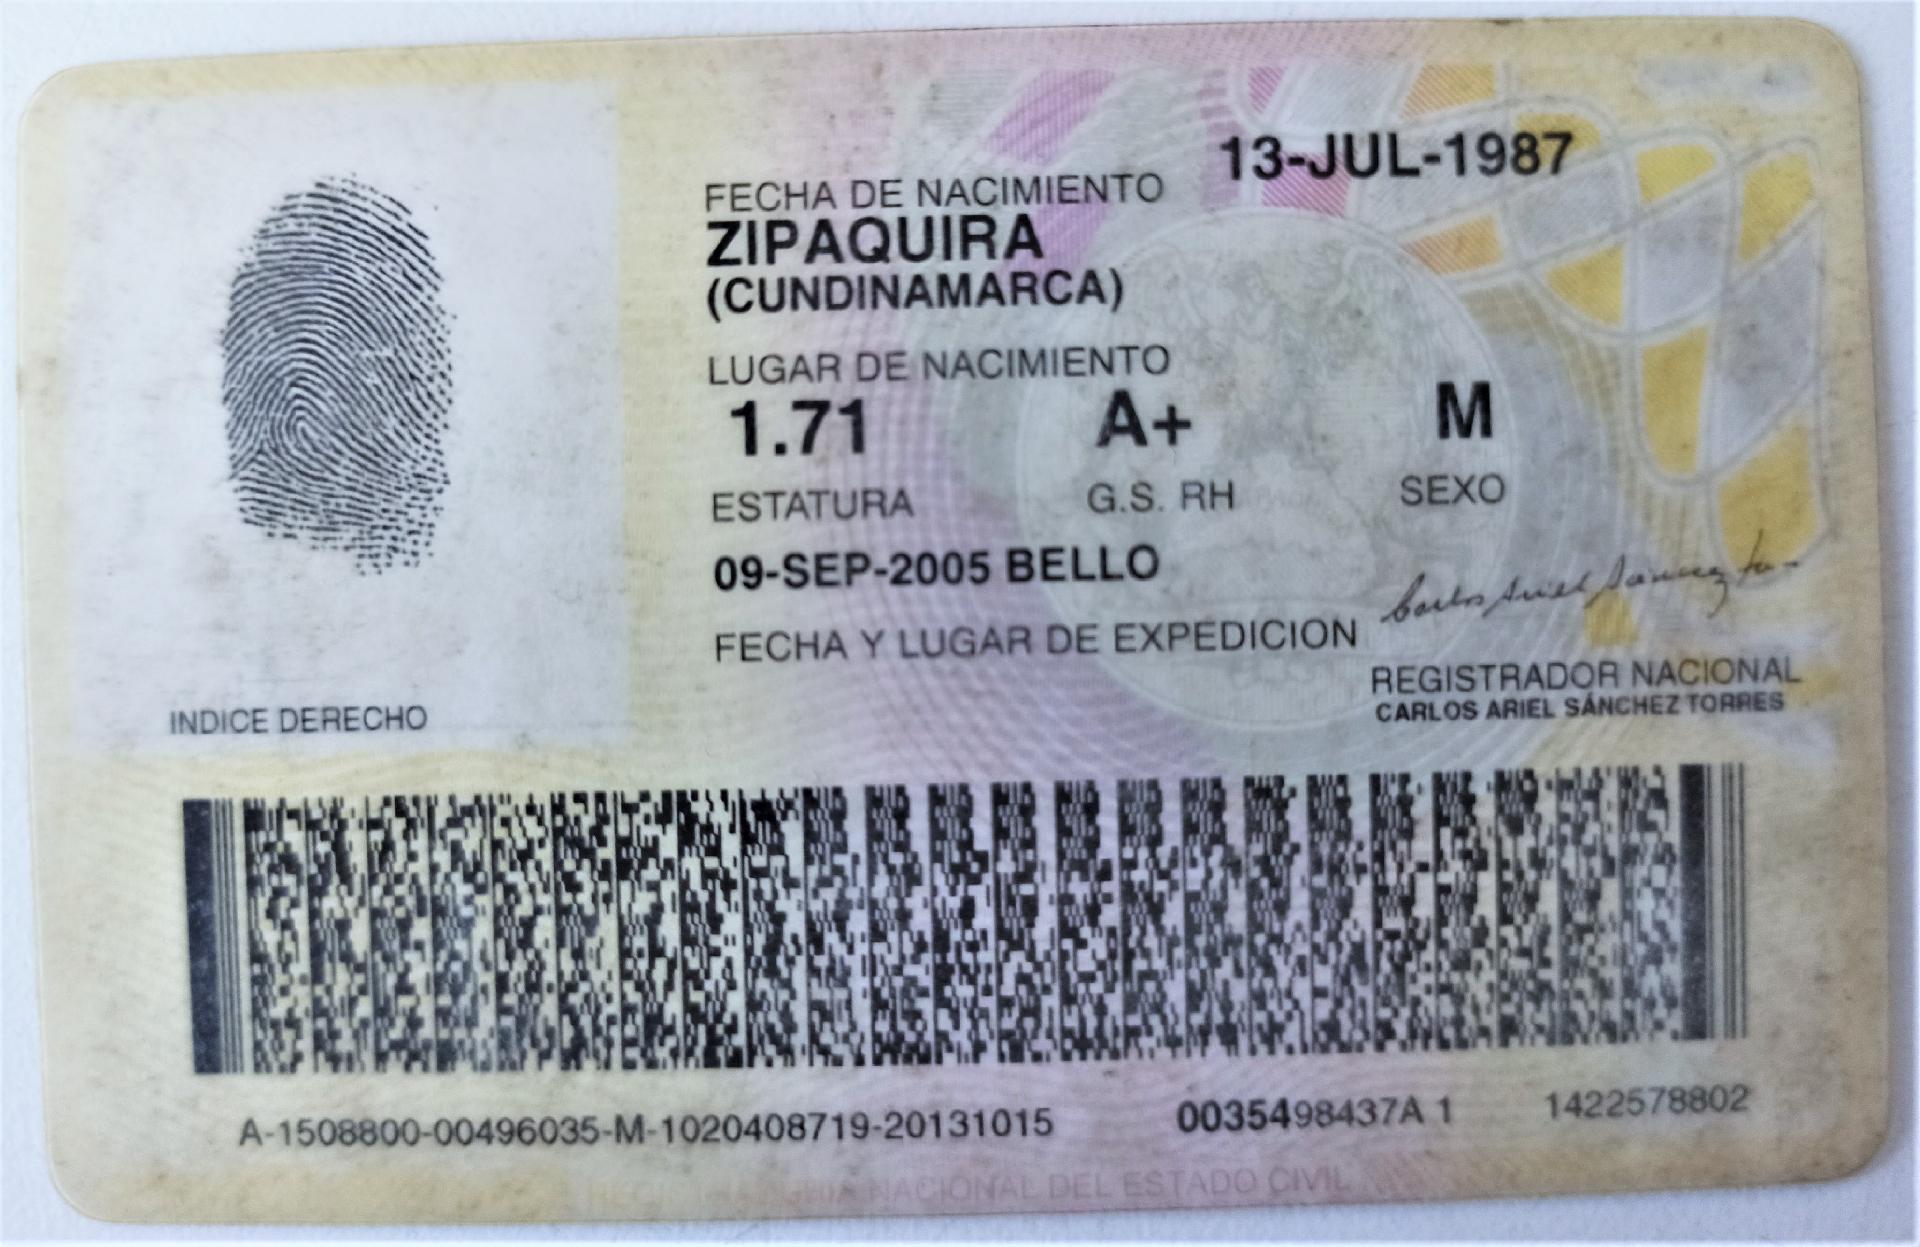 13-JUL-1987
FECHA DE NACIMIENTO
ZIPAQUIRA
(CUNDINAMARCA)
LUGAR DE NACIMIENTO
1.71 A+ M
ESTATURA G.S. RH SEXO
09-SEP-2005 BELLO
FECHA Y LUGAR DE EXPEDICION
Carlos Ariel Sánchez Torres
REGISTRADOR NACIONAL
CARLOS ARIEL SÁNCHEZ TORRES
INDICE DERECHO
A-1508800-00496035-M-1020408719-20131015 0035498437A 1 1422578802
NACIONAL DEL ESTADO CIVIL